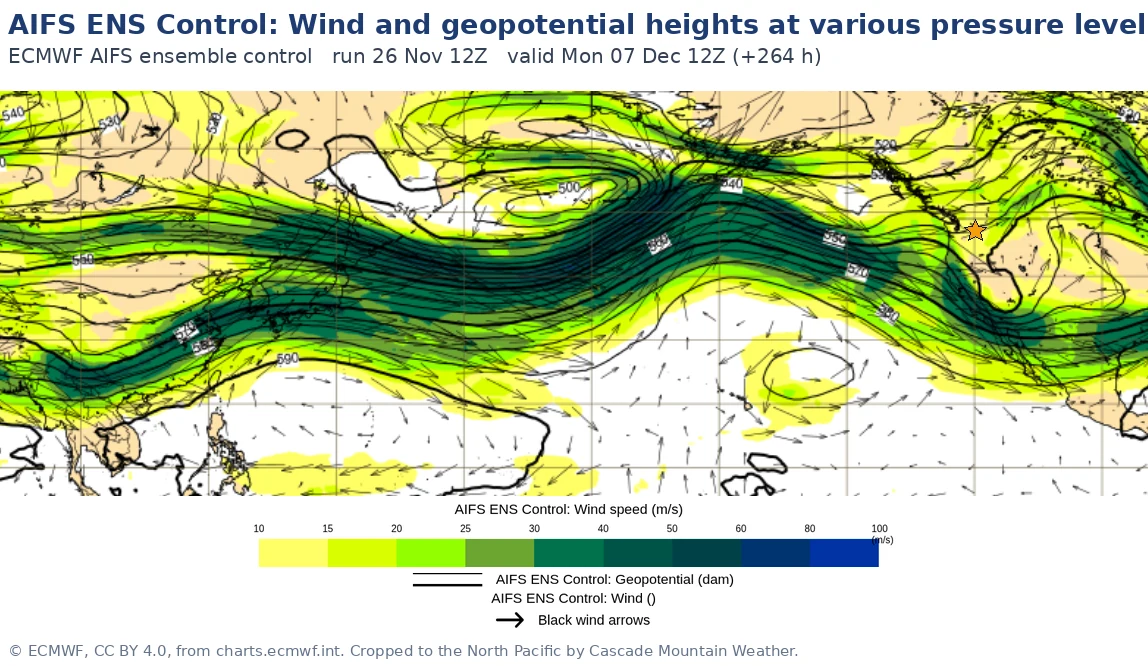 AIFS ENS Control: Wind and geopotential heights at various pressure level
ECMWF AIFS ensemble control run 26 Nov 12Z valid Mon 07 Dec 12Z (+264 h)
540
530
520
500
510
540
550
560
550
570
580
570
590
AIFS ENS Control: Wind speed (m/s)
10 15 20 25 30 40 50 60 80 100
(m/s)
AIFS ENS Control: Geopotential (dam)
AIFS ENS Control: Wind ()
Black wind arrows
© ECMWF, CC BY 4.0, from charts.ecmwf.int. Cropped to the North Pacific by Cascade Mountain Weather.